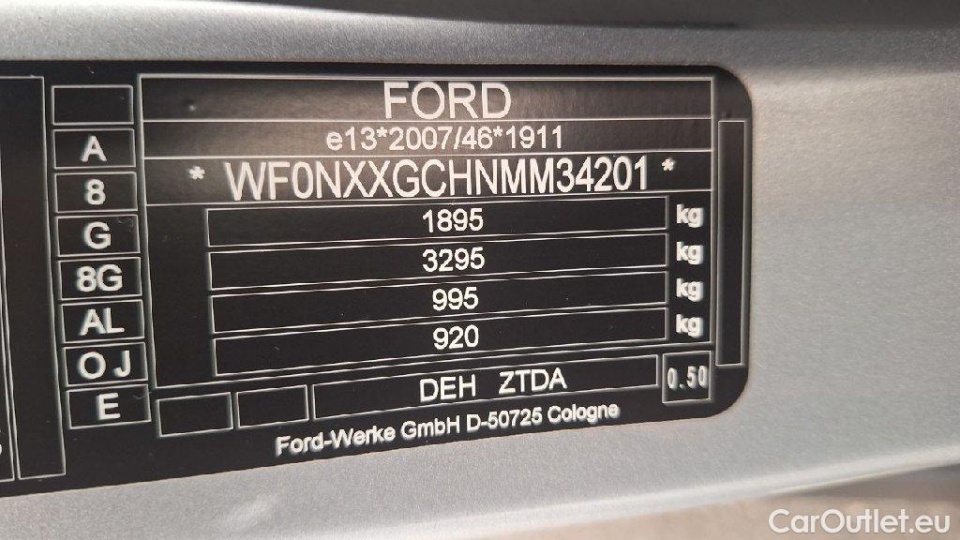 FORD
e13*2007/46*1911
* WF0NXXGCHNMM34201 *
1895 kg
3295 kg
995 kg
920 kg
DEH ZTDA 0.50
Ford-Werke GmbH D-50725 Cologne
A
8
G
8G
AL
O J
E
CarOutlet.eu